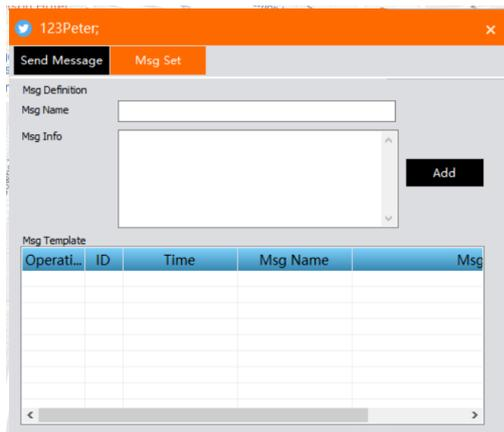 123Peter;
Send Message Msg Set
Msg Definition
Msg Name
Msg Info
Add
Msg Template
Operati... ID Time Msg Name Msg